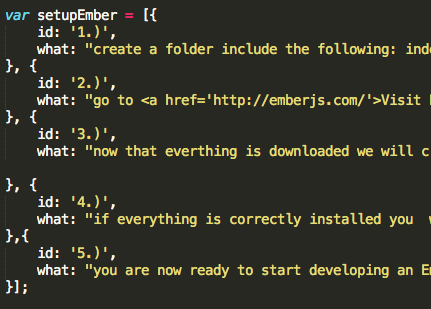 var setupEmber = [{
id: '1.)',
what: "create a folder include the following: ind
}, {
id: '2.)',
what: "go to <a href='http://emberjs.com/'>Visit
}, {
id: '3.)',
what: "now that everthing is downloaded we will c
}, {
id: '4.)',
what: "if everything is correctly installed you
},{
id: '5.)',
what: "you are now ready to start developing an Em
}];